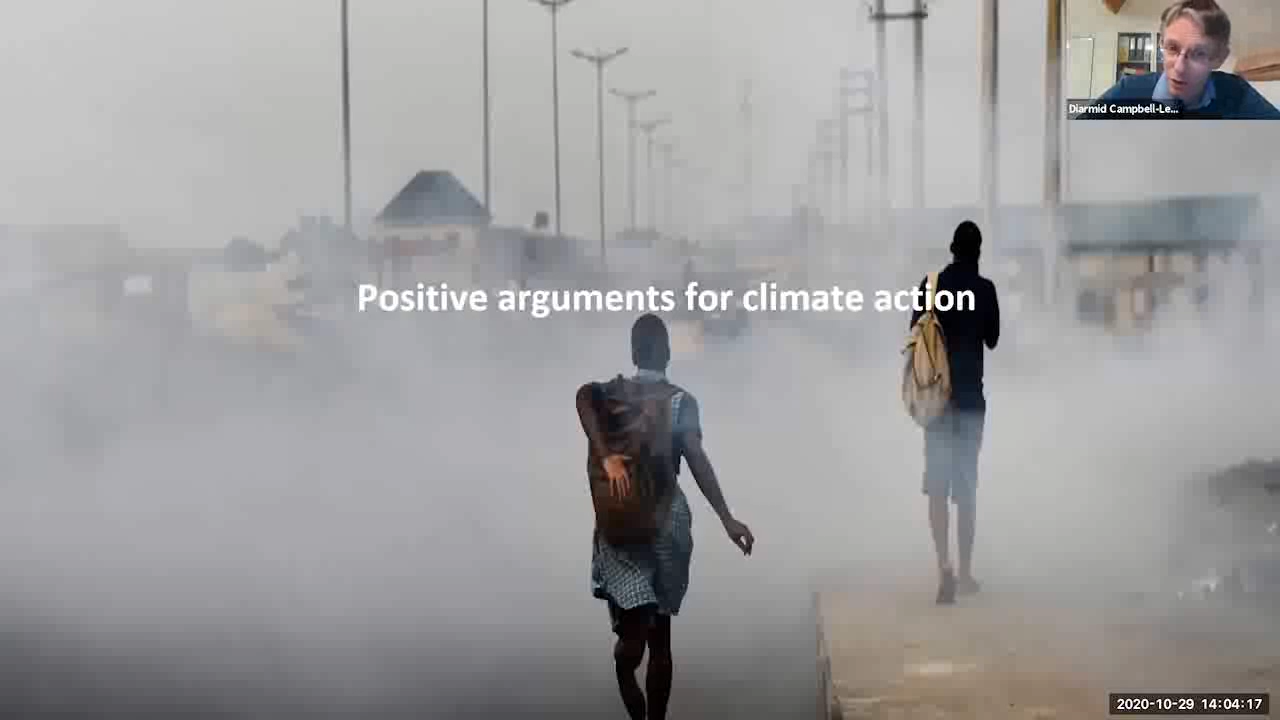 Diarmid Campbell-Le...
Positive arguments for climate action
2020-10-29 14:04:17